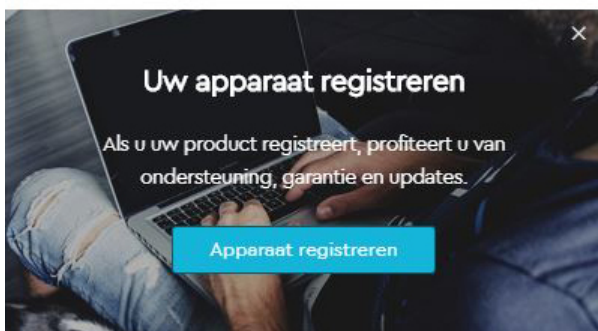 Uw apparaat registreren
Als u uw product registreert, profiteert u van
ondersteuning, garantie en updates.
Apparaat registreren